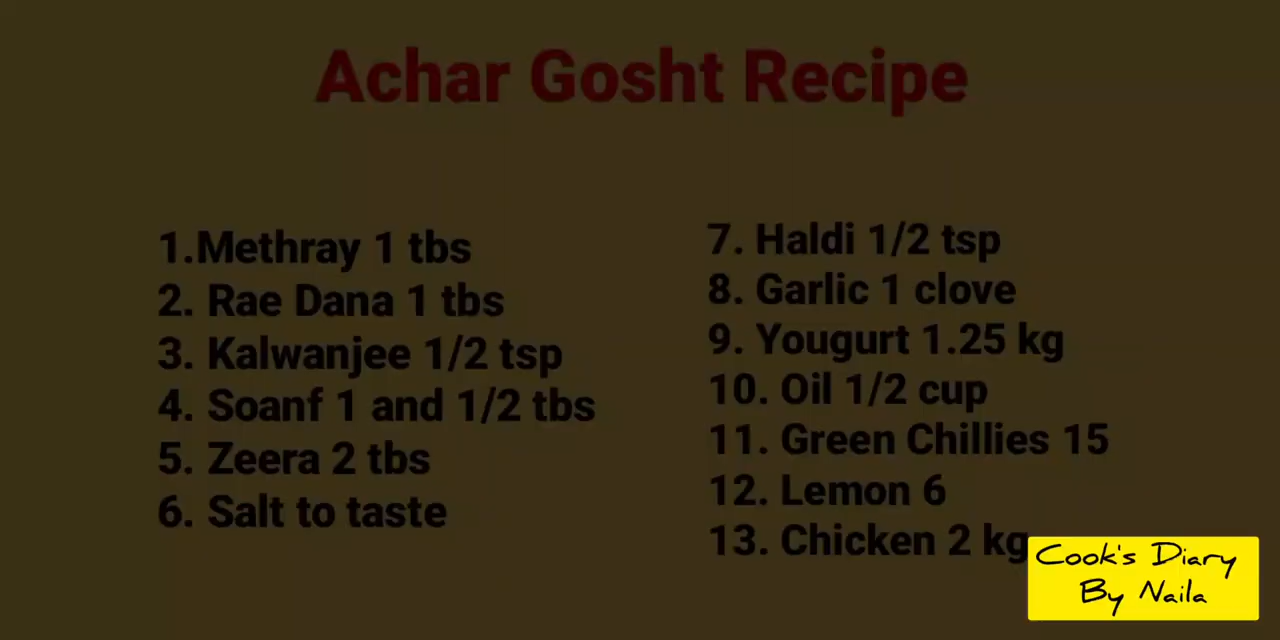 Achar Gosht Recipe
1.Methray 1 tbs
2. Rae Dana 1 tbs
3. Kalwanjee 1/2 tsp
4. Soanf 1 and 1/2 tbs
5. Zeera 2 tbs
6. Salt to taste
7. Haldi 1/2 tsp
8. Garlic 1 clove
9. Yougurt 1.25 kg
10. Oil 1/2 cup
11. Green Chillies 15
12. Lemon 6
13. Chicken 2 kg
Cook's Diary
By Naila